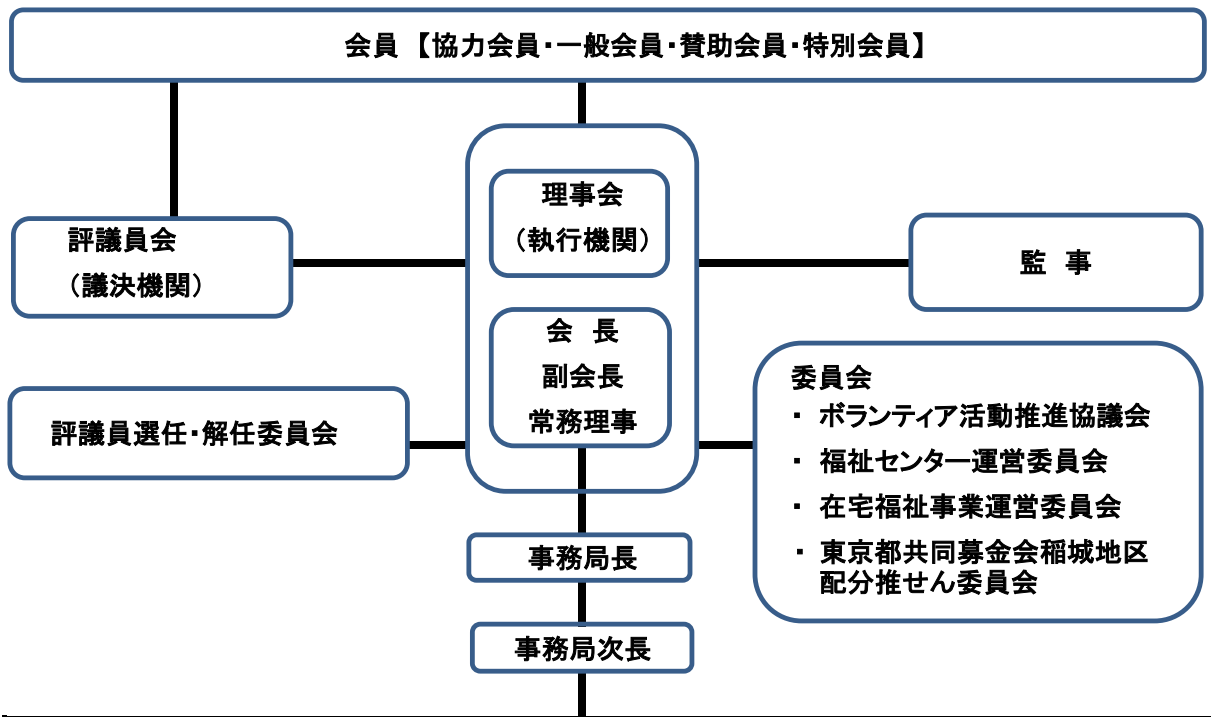 会員 【協力会員・一般会員・賛助会員・特別会員】
理事会
（執行機関）
評議員会
（議決機関）
監　事
会　長
副会長
常務理事
評議員選任・解任委員会
委員会
・ ボランティア活動推進協議会
・ 福祉センター運営委員会
・ 在宅福祉事業運営委員会
・ 東京都共同募金会稲城地区
配分推せん委員会
事務局長
事務局次長